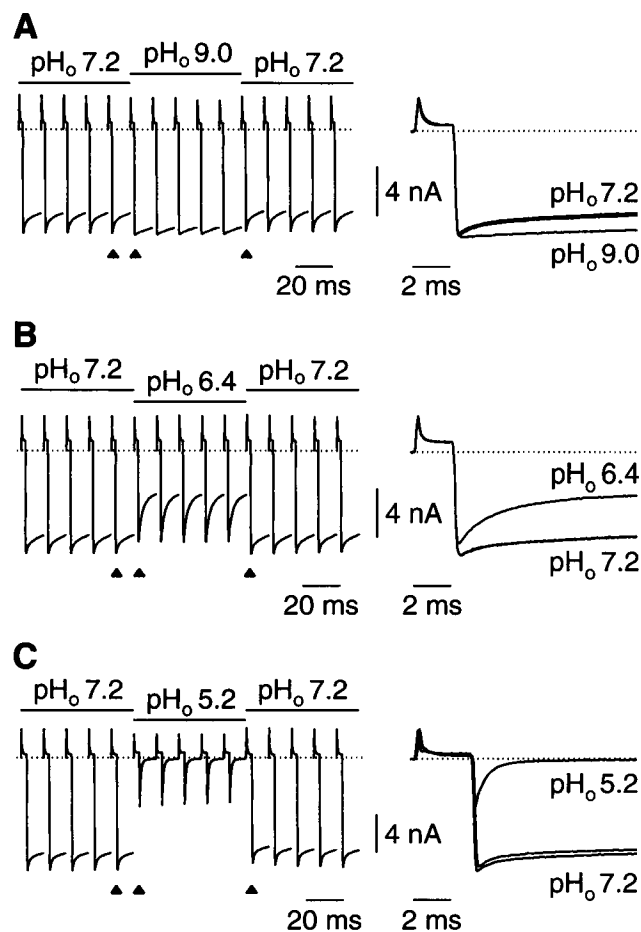 A
pHo 7.2 pHo 9.0 pHo 7.2
4 nA
pHo 7.2
pHo 9.0
20 ms 2 ms
B
pHo 7.2 pHo 6.4 pHo 7.2
4 nA
pHo 6.4
pHo 7.2
20 ms 2 ms
C
pHo 7.2 pHo 5.2 pHo 7.2
pHo 5.2
4 nA
pHo 7.2
20 ms 2 ms